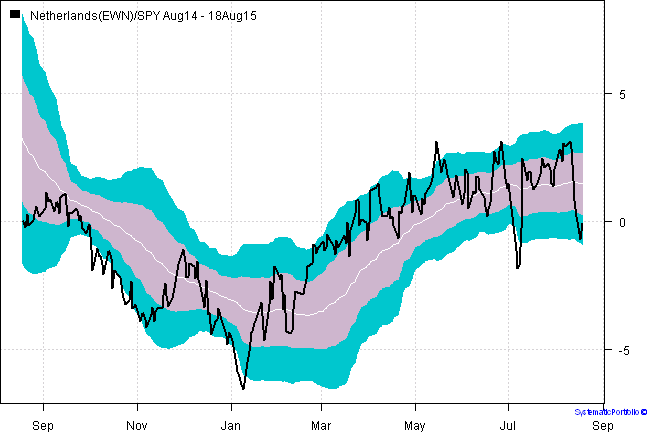 Netherlands(EWN)/SPY Aug14 - 18Aug15
5
0
-5
Sep Nov Jan Mar May Jul Sep
SystematicPortfolio ©